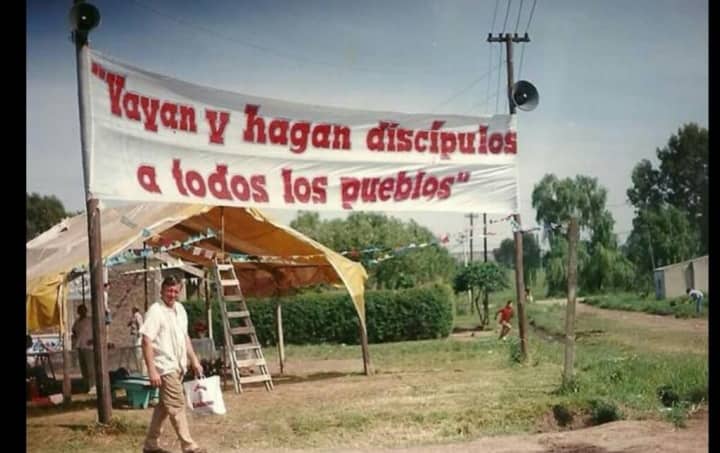 "Vayan y hagan discípulos
a todos los pueblos"